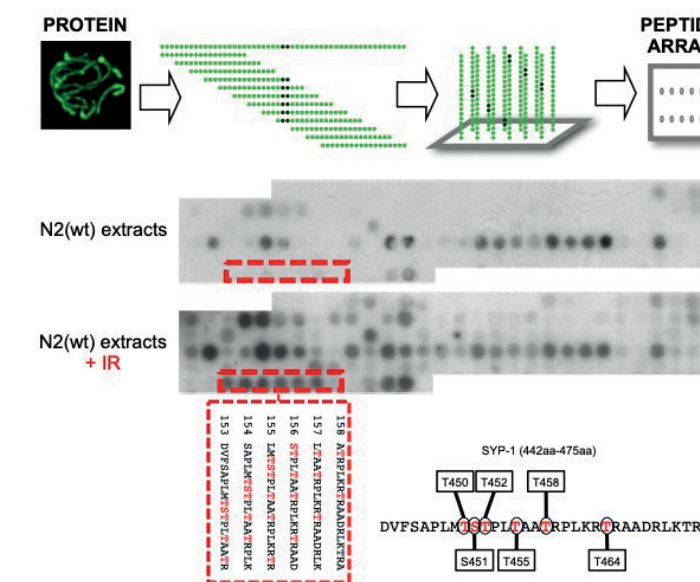 PROTEIN
PEPTID
ARRA
N2(wt) extracts
N2(wt) extracts
+ IR
153 DVFSAPLMTSTPLTAATR
154 SAPLMTSTPLTAATRPLK
155 LMTSTPLTAATRPLKRTR
156 STPLTAATRPLKRTRAAD
157 LTAATRPLKRTRAADRLK
158 ATRPLKRTRAADRLKTRA
SYP-1 (442aa-475aa)
T450 T452 T458
DVFSAPLMTSTPLTAATRPLKRTRAADRLKTR
S451 T455 T464